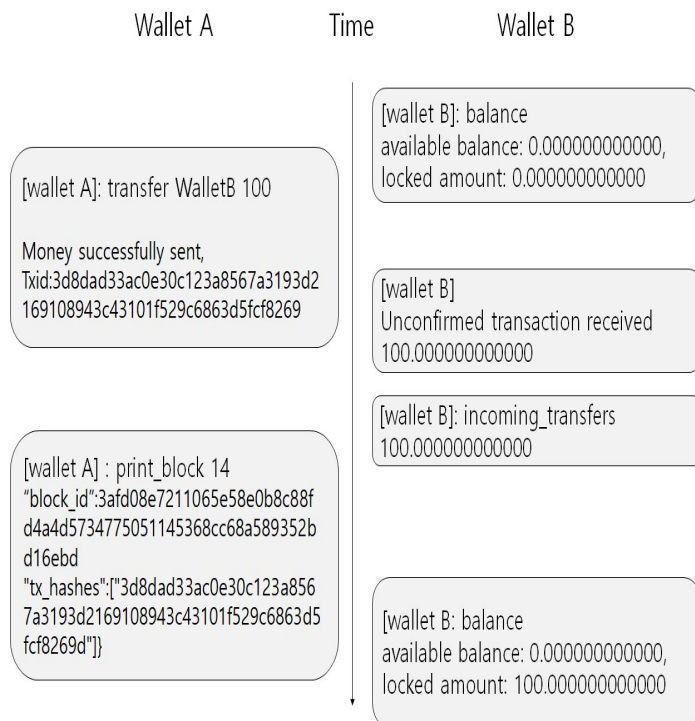 Wallet A Time Wallet B
[wallet B]: balance
available balance: 0.000000000000,
locked amount: 0.000000000000
[wallet A]: transfer WalletB 100
Money successfully sent,
Txid:3d8dad33ac0e30c123a8567a3193d2
169108943c43101f529c6863d5fcf8269
[wallet B]
Unconfirmed transaction received
100.000000000000
[wallet B]: incoming_transfers
100.000000000000
[wallet A] : print_block 14
"block_id":3afd08e7211065e58e0b8c88f
d4a4d5734775051145368cc68a589352b
d16ebd
"tx_hashes":["3d8dad33ac0e30c123a856
7a3193d2169108943c43101f529c6863d5
fcf8269d"]}
[wallet B: balance
available balance: 0.000000000000,
locked amount: 100.000000000000